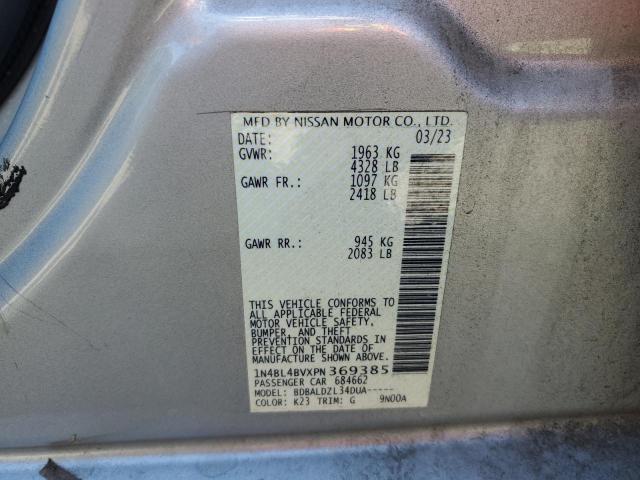 MFD BY NISSAN MOTOR CO., LTD.
DATE: 03/23
GVWR: 1963 KG
4328 LB
GAWR FR.: 1097 KG
2418 LB
GAWR RR.: 945 KG
2083 LB
THIS VEHICLE CONFORMS TO
ALL APPLICABLE FEDERAL
MOTOR VEHICLE SAFETY,
BUMPER, AND THEFT
PREVENTION STANDARDS IN
EFFECT ON THE DATE OF
MANUFACTURE SHOWN ABOVE.
1N4BL4BVXPN369385
PASSENGER CAR 684662
MODEL: BDBALDZL34DUA-----
COLOR: K23 TRIM: G 9N00A